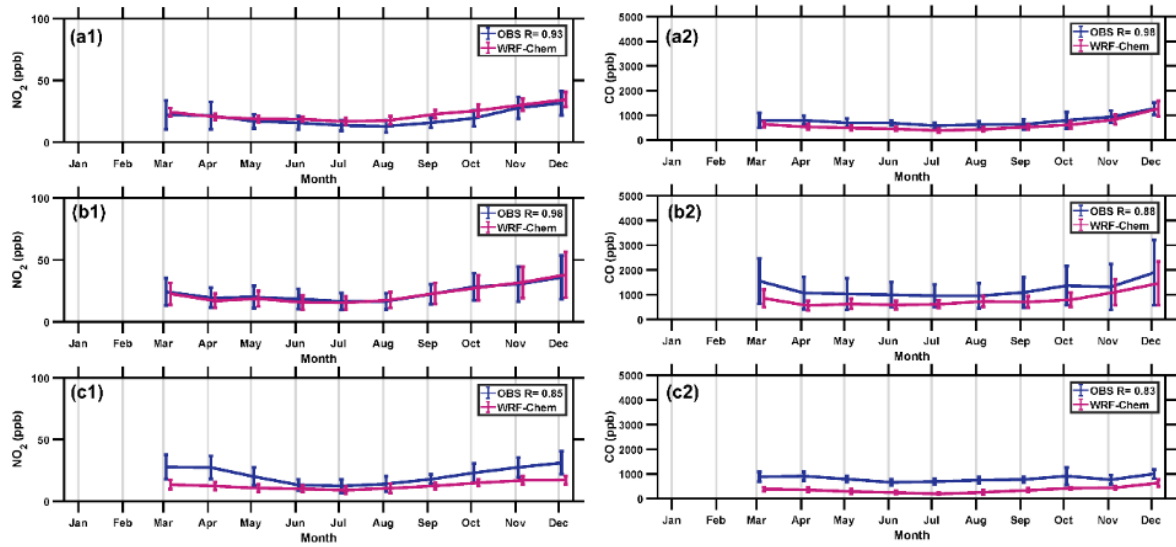 (a1)
NO2 (ppb)
100
50
0
OBS R= 0.93
WRF-Chem
Jan Feb Mar Apr May Jun Jul Aug Sep Oct Nov Dec
Month
(a2)
CO (ppb)
5000
4000
3000
2000
1000
0
OBS R= 0.98
WRF-Chem
Jan Feb Mar Apr May Jun Jul Aug Sep Oct Nov Dec
Month
(b1)
NO2 (ppb)
100
50
0
OBS R= 0.98
WRF-Chem
Jan Feb Mar Apr May Jun Jul Aug Sep Oct Nov Dec
Month
(b2)
CO (ppb)
5000
4000
3000
2000
1000
0
OBS R= 0.88
WRF-Chem
Jan Feb Mar Apr May Jun Jul Aug Sep Oct Nov Dec
Month
(c1)
NO2 (ppb)
100
50
0
OBS R= 0.85
WRF-Chem
Jan Feb Mar Apr May Jun Jul Aug Sep Oct Nov Dec
Month
(c2)
CO (ppb)
5000
4000
3000
2000
1000
0
OBS R= 0.83
WRF-Chem
Jan Feb Mar Apr May Jun Jul Aug Sep Oct Nov Dec
Month